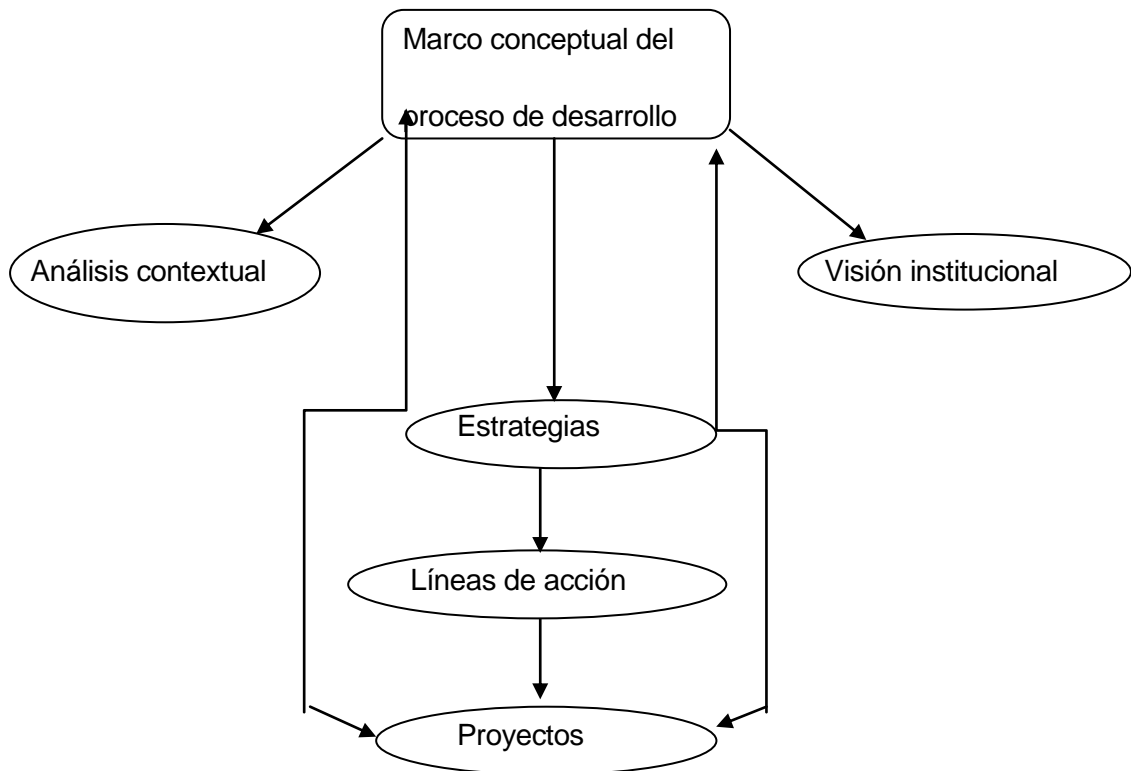 Marco conceptual del
proceso de desarrollo
Análisis contextual
Visión institucional
Estrategias
Líneas de acción
Proyectos